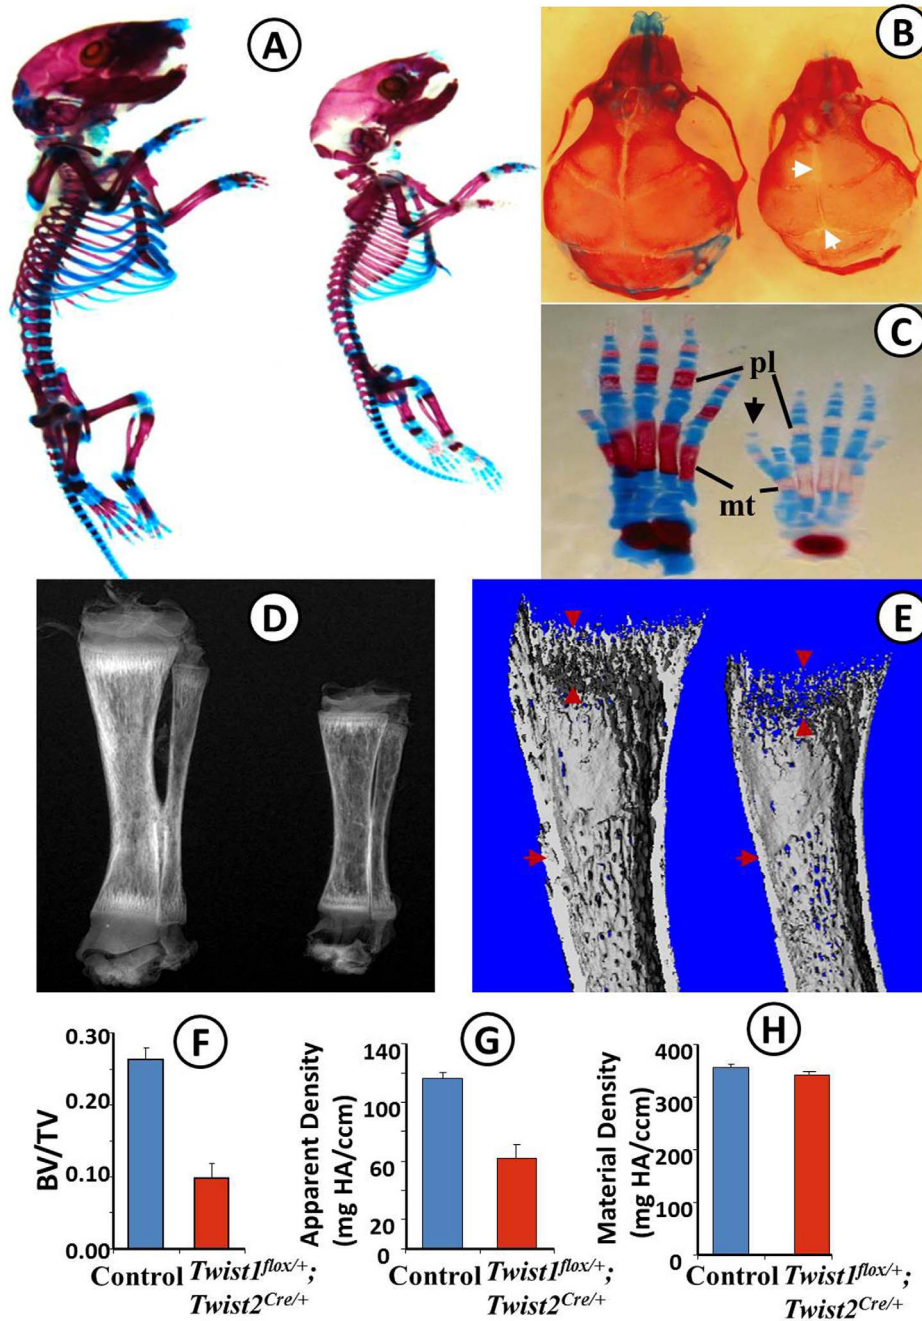 A
B
C
pl
mt
D
E
F
0.30
0.20
0.10
0.00
BV/TV
Control Twist1flox/+;
Twist2Cre/+
G
140
100
60
20
0
Apparent Density
(mg HA/ccm)
Control Twist1flox/+;
Twist2Cre/+
H
400
300
200
100
0
Material Density
(mg HA/ccm)
Control Twist1flox/+;
Twist2Cre/+